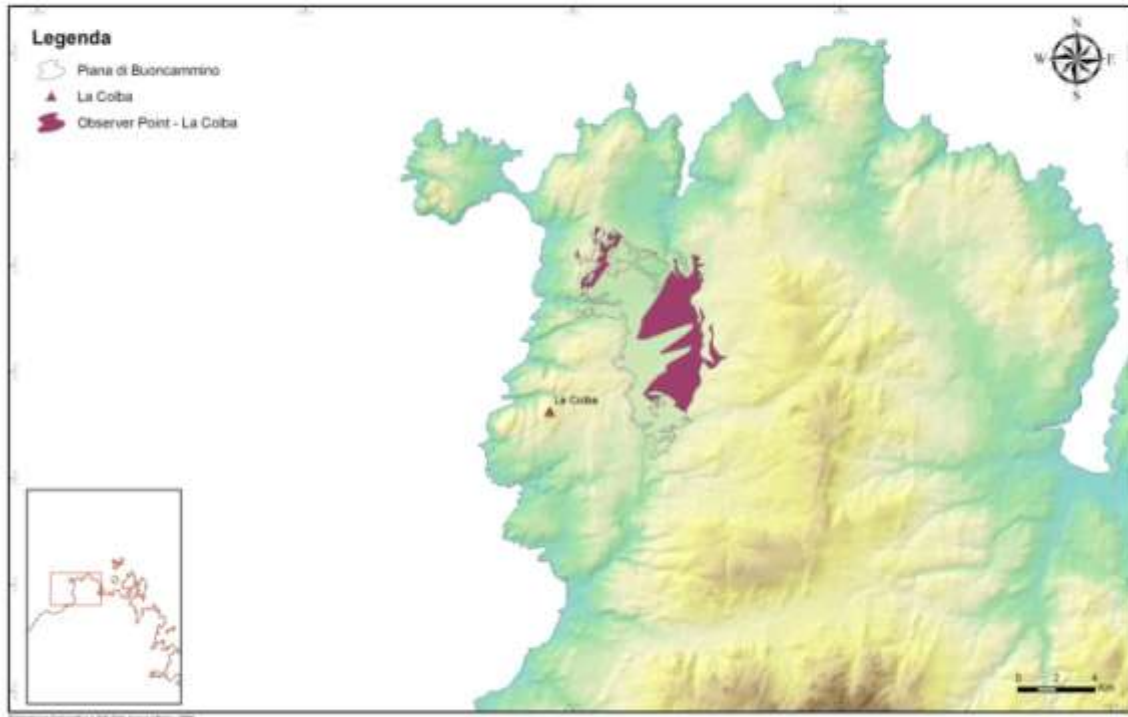 Legenda
Piana di Buoncammino
La Colba
Observer Point - La Colba
N
W E
S
La Colba
0 2 4
Km